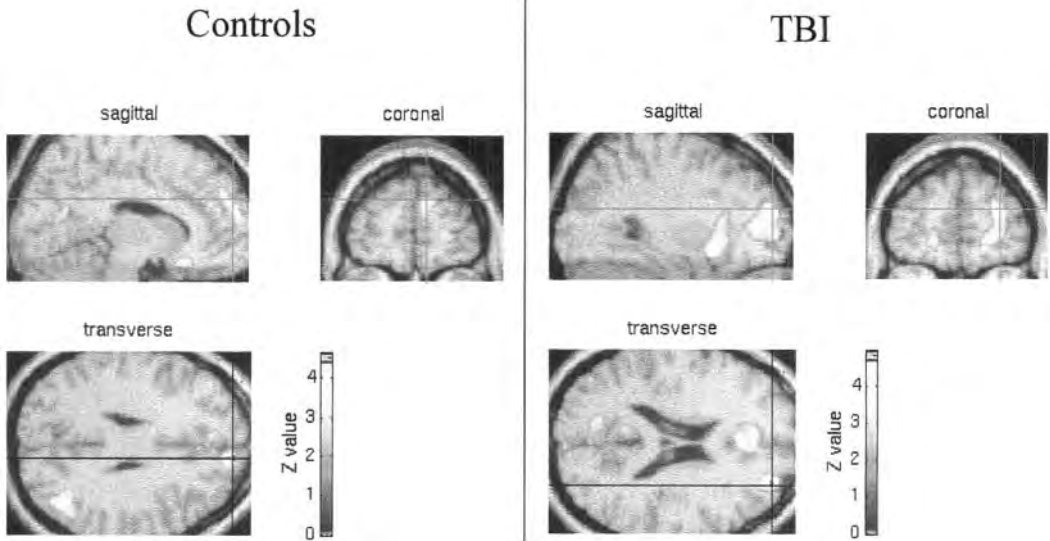 Controls
sagittal
coronal
transverse
4
3
2
1
0
Z value
TBI
sagittal
coronal
transverse
4
3
2
1
0
Z value